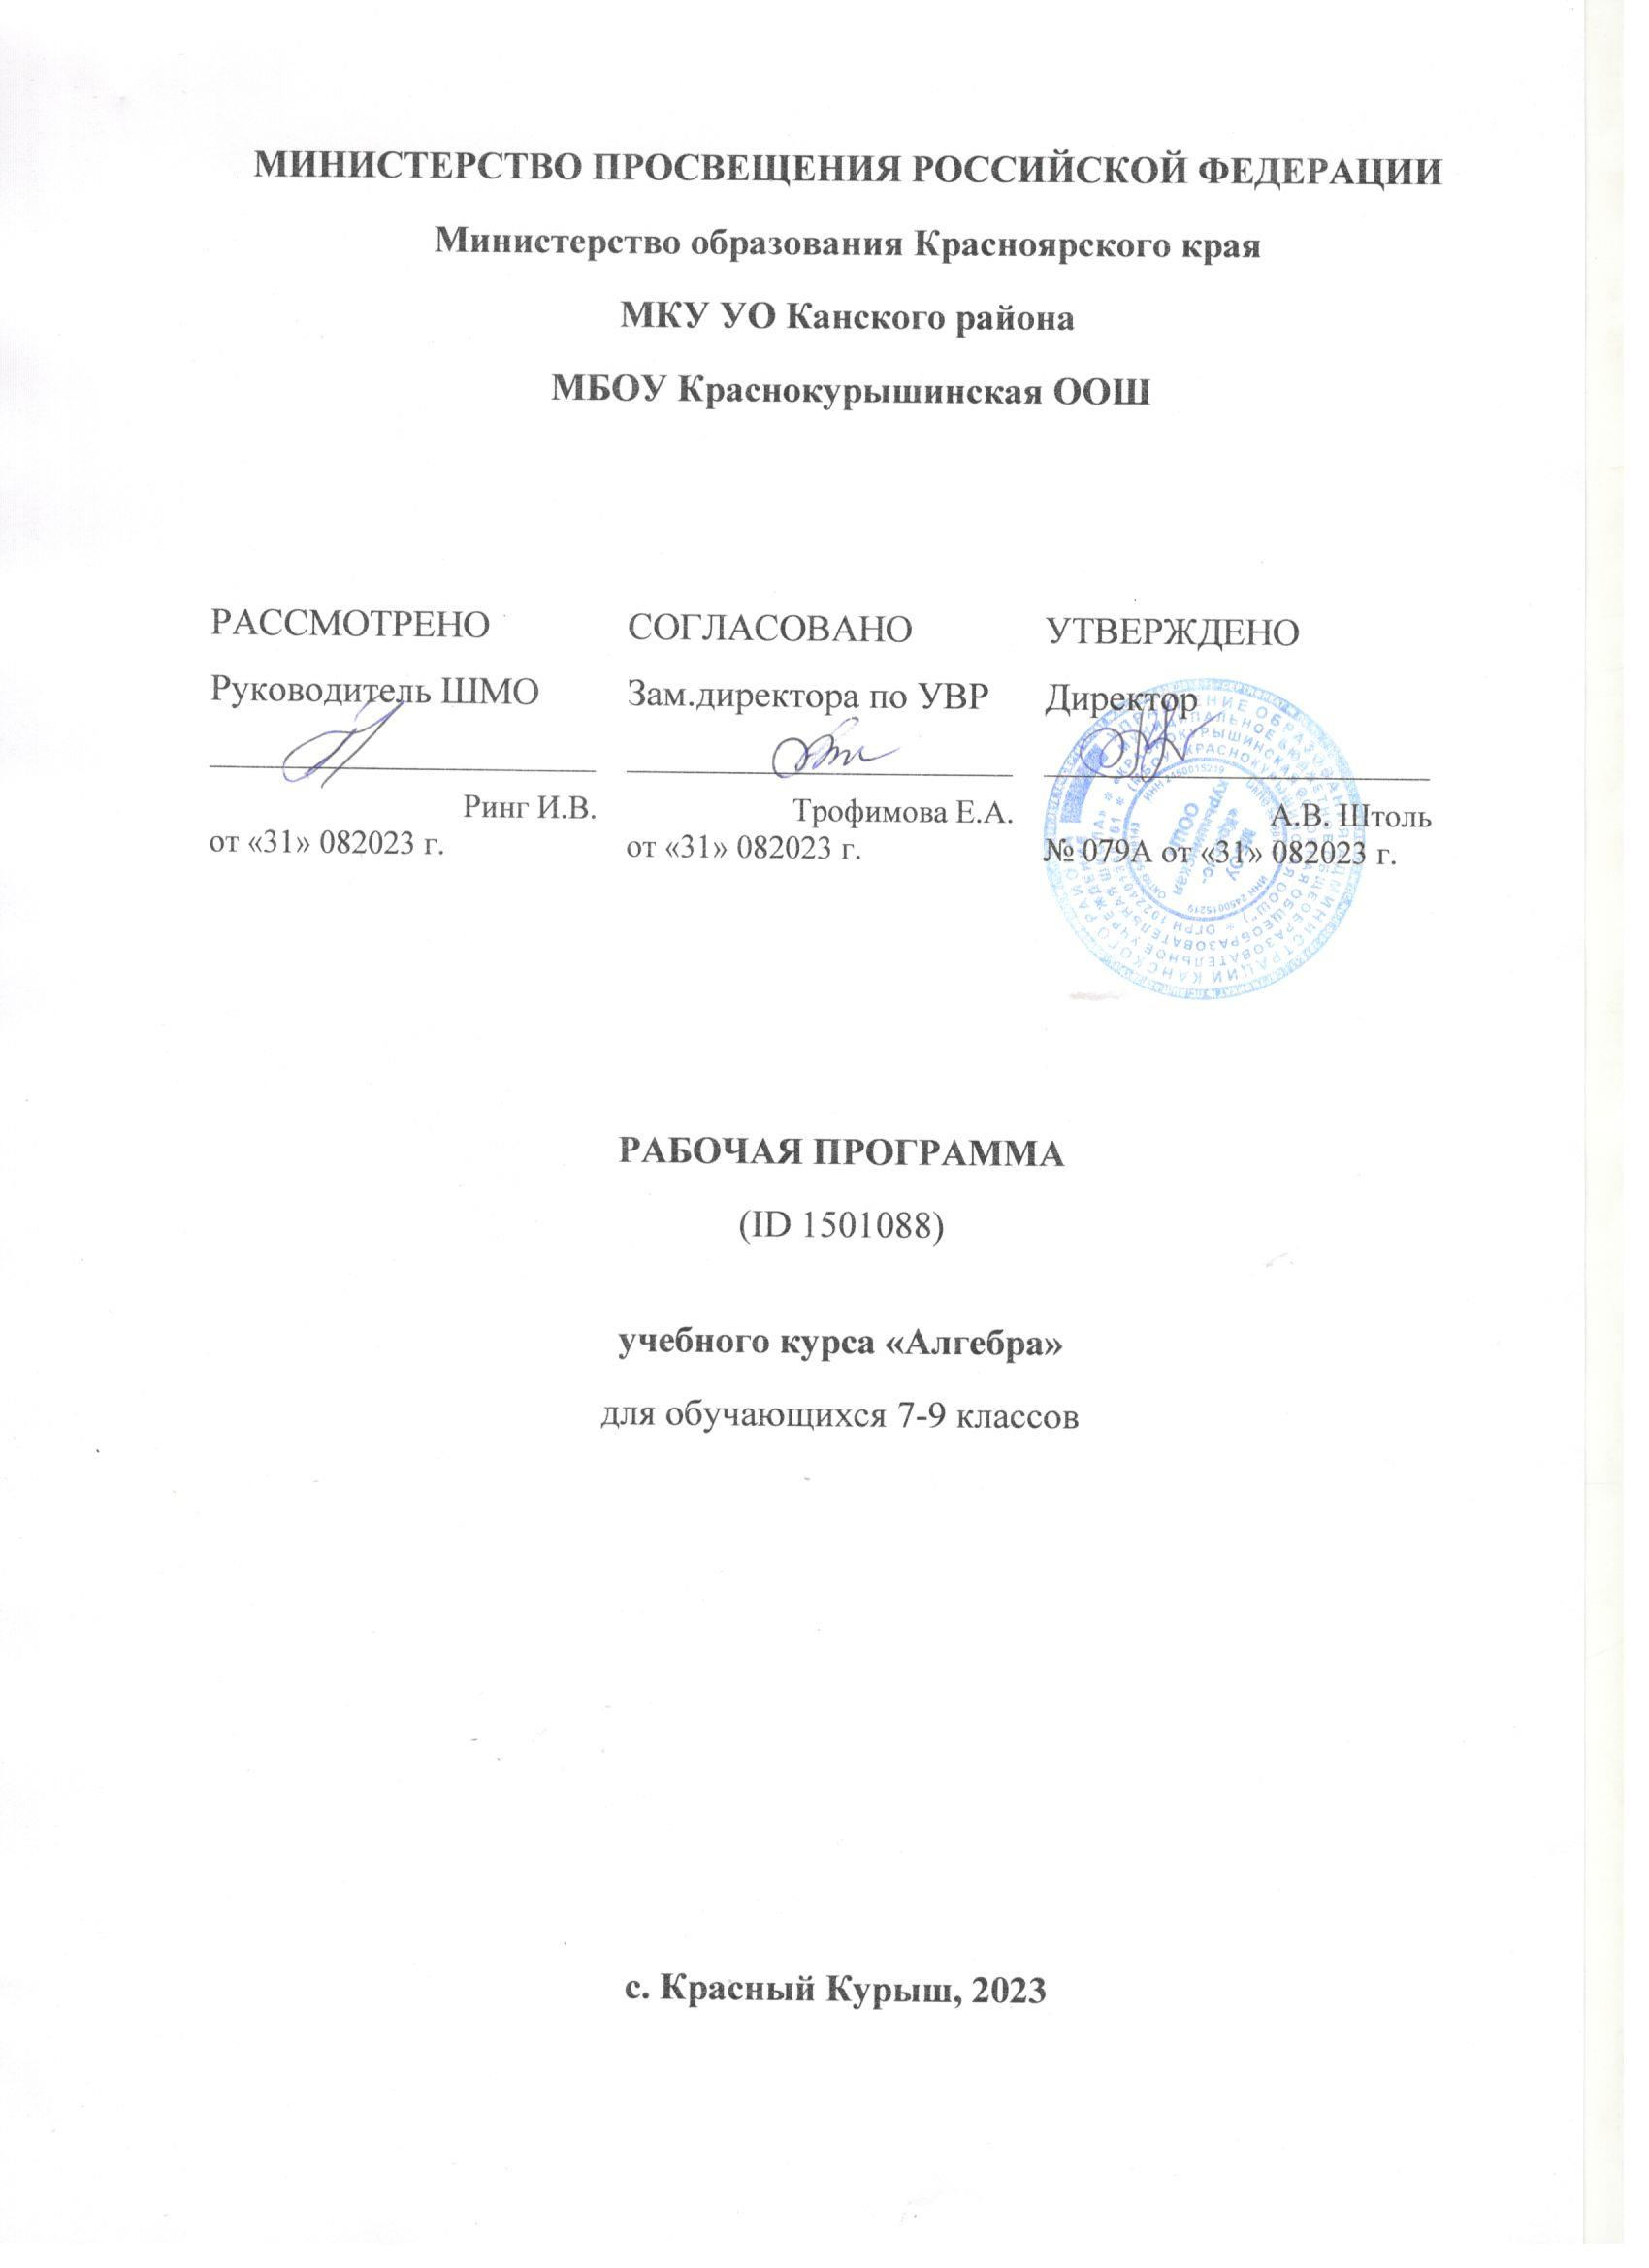 МИНИСТЕРСТВО ПРОСВЕЩЕНИЯ РОССИЙСКОЙ ФЕДЕРАЦИИ
Министерство образования Красноярского края
МКУ УО Канского района
МБОУ Краснокурышинская ООШ
РАССМОТРЕНО
Руководитель ШМО
Ринг И.В.
от «31» 082023 г.
СОГЛАСОВАНО
Зам.директора по УВР
Трофимова Е.А.
от «31» 082023 г.
УТВЕРЖДЕНО
Директор
А.В. Штоль
№ 079А от «31» 082023 г.
ИНН 2450015219
РАБОЧАЯ ПРОГРАММА
(ID 1501088)
учебного курса «Алгебра»
для обучающихся 7-9 классов
с. Красный Курыш, 2023